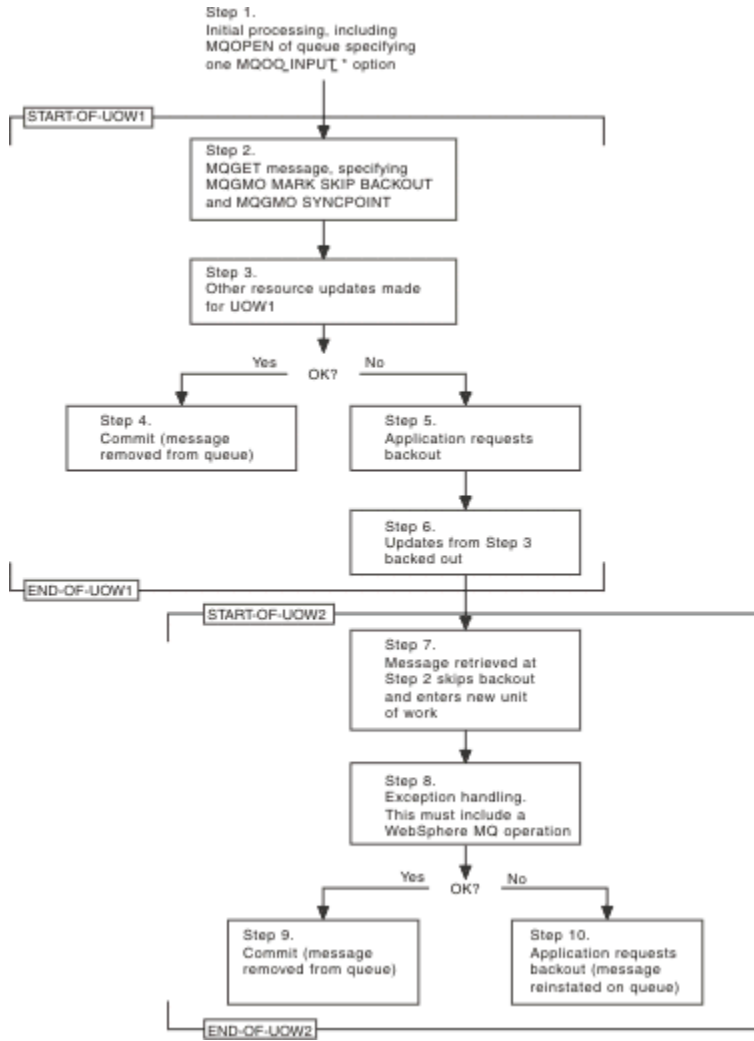 Step 1.
Initial processing, including
MQOPEN of queue specifying
one MQOO_INPUT_* option
START-OF-UOW1
Step 2.
MQGET message, specifying
MQGMO MARK SKIP BACKOUT
and MQGMO SYNCPOINT
Step 3.
Other resource updates made
for UOW1
Yes
OK?
No
Step 4.
Commit (message
removed from queue)
Step 5.
Application requests
backout
Step 6.
Updates from Step 3
backed out
END-OF-UOW1
START-OF-UOW2
Step 7.
Message retrieved at
Step 2 skips backout
and enters new unit
of work
Step 8.
Exception handling.
This must include a
WebSphere MQ operation
Yes
OK?
No
Step 9.
Commit (message
removed from queue)
Step 10.
Application requests
backout (message
reinstated on queue)
END-OF-UOW2